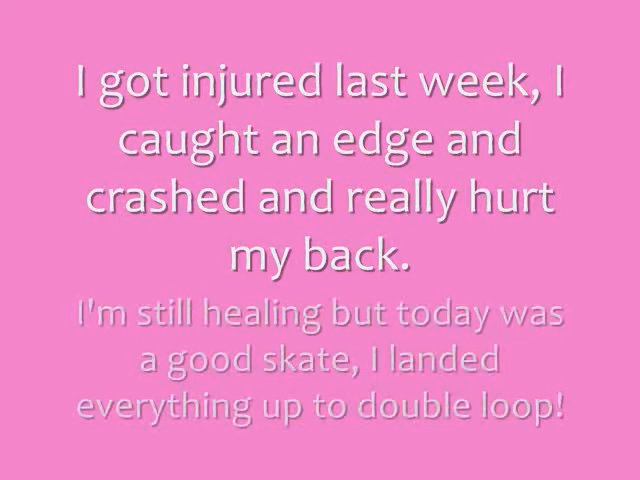 I got injured last week, I
caught an edge and
crashed and really hurt
my back.
I'm still healing but today was
a good skate, I landed
everything up to double loop!